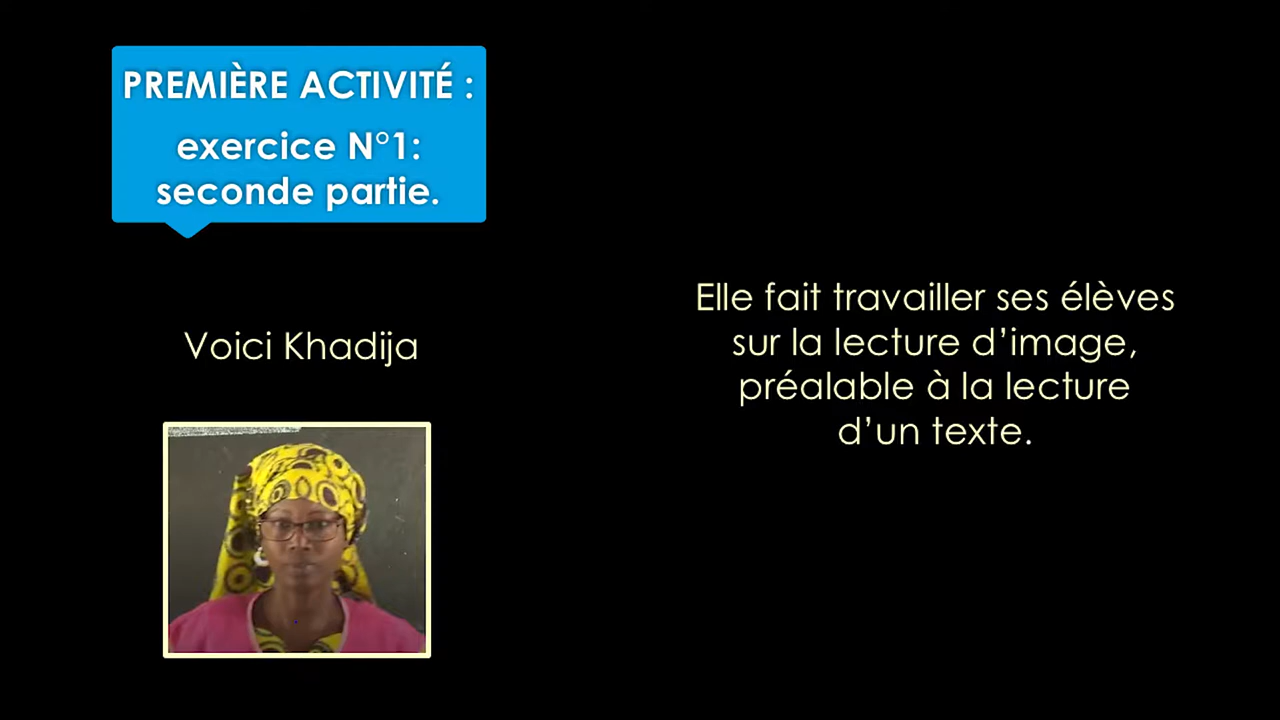 PREMIÈRE ACTIVITÉ :
exercice N°1:
seconde partie.
Voici Khadija
Elle fait travailler ses élèves
sur la lecture d’image,
préalable à la lecture
d’un texte.